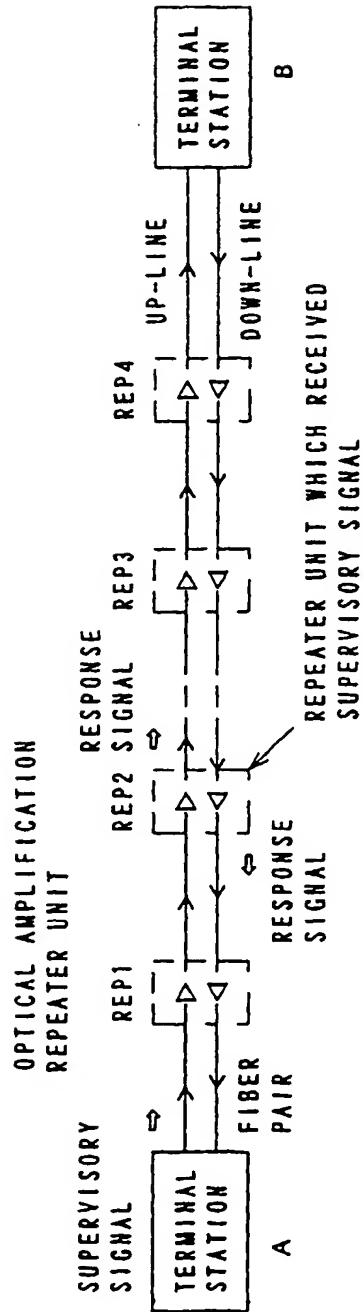 OPTICAL AMPLIFICATION
REPEATER UNIT
SUPERVISORY
SIGNAL
TERMINAL
STATION
A
FIBER
PAIR
REP1
REP2
RESPONSE
SIGNAL
RESPONSE
SIGNAL
REP3
REP4
UP-LINE
DOWN-LINE
REPEATER UNIT WHICH RECEIVED
SUPERVISORY SIGNAL
TERMINAL
STATION
B